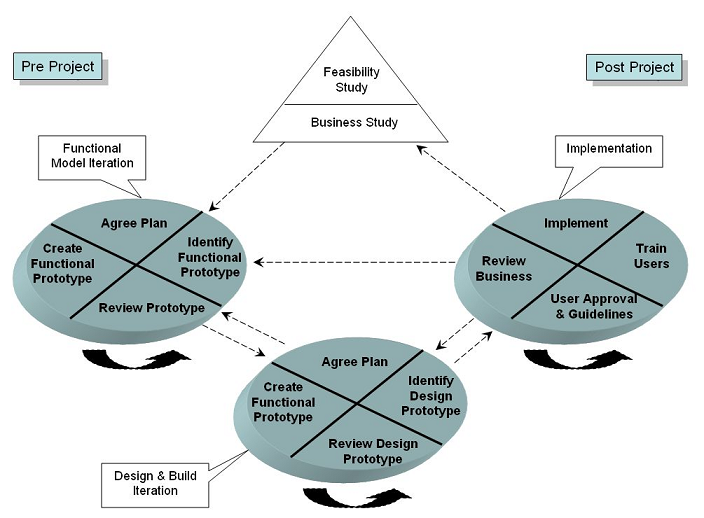 Pre Project
Post Project
Feasibility
Study
Business Study
Functional
Model Iteration
Implementation
Agree Plan
Identify
Functional
Prototype
Create
Functional
Prototype
Review Prototype
Implement
Train
Users
Review
Business
User Approval
& Guidelines
Agree Plan
Identify
Design
Prototype
Create
Functional
Prototype
Review Design
Prototype
Design & Build
Iteration